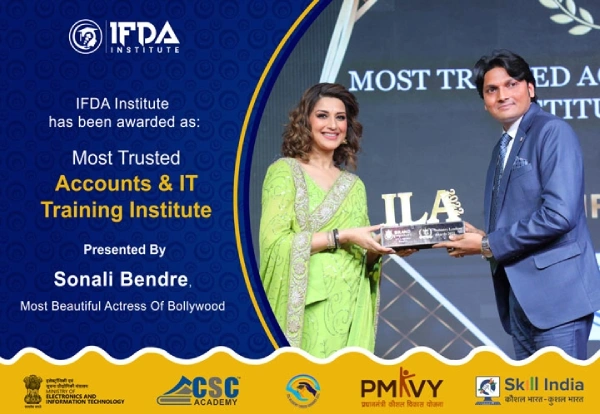 IFDA
INSTITUTE
IFDA Institute
has been awarded as:
Most Trusted
Accounts & IT
Training Institute
Presented By
Sonali Bendre,
Most Beautiful Actress Of Bollywood
MOST TRUSTED AC
ILA
MINISTRY OF
ELECTRONICS AND
INFORMATION TECHNOLOGY
CSC
ACADEMY
PMKVY
प्रधानमंत्री कौशल विकास योजना
Skill India
कौशल भारत - कुशल भारत